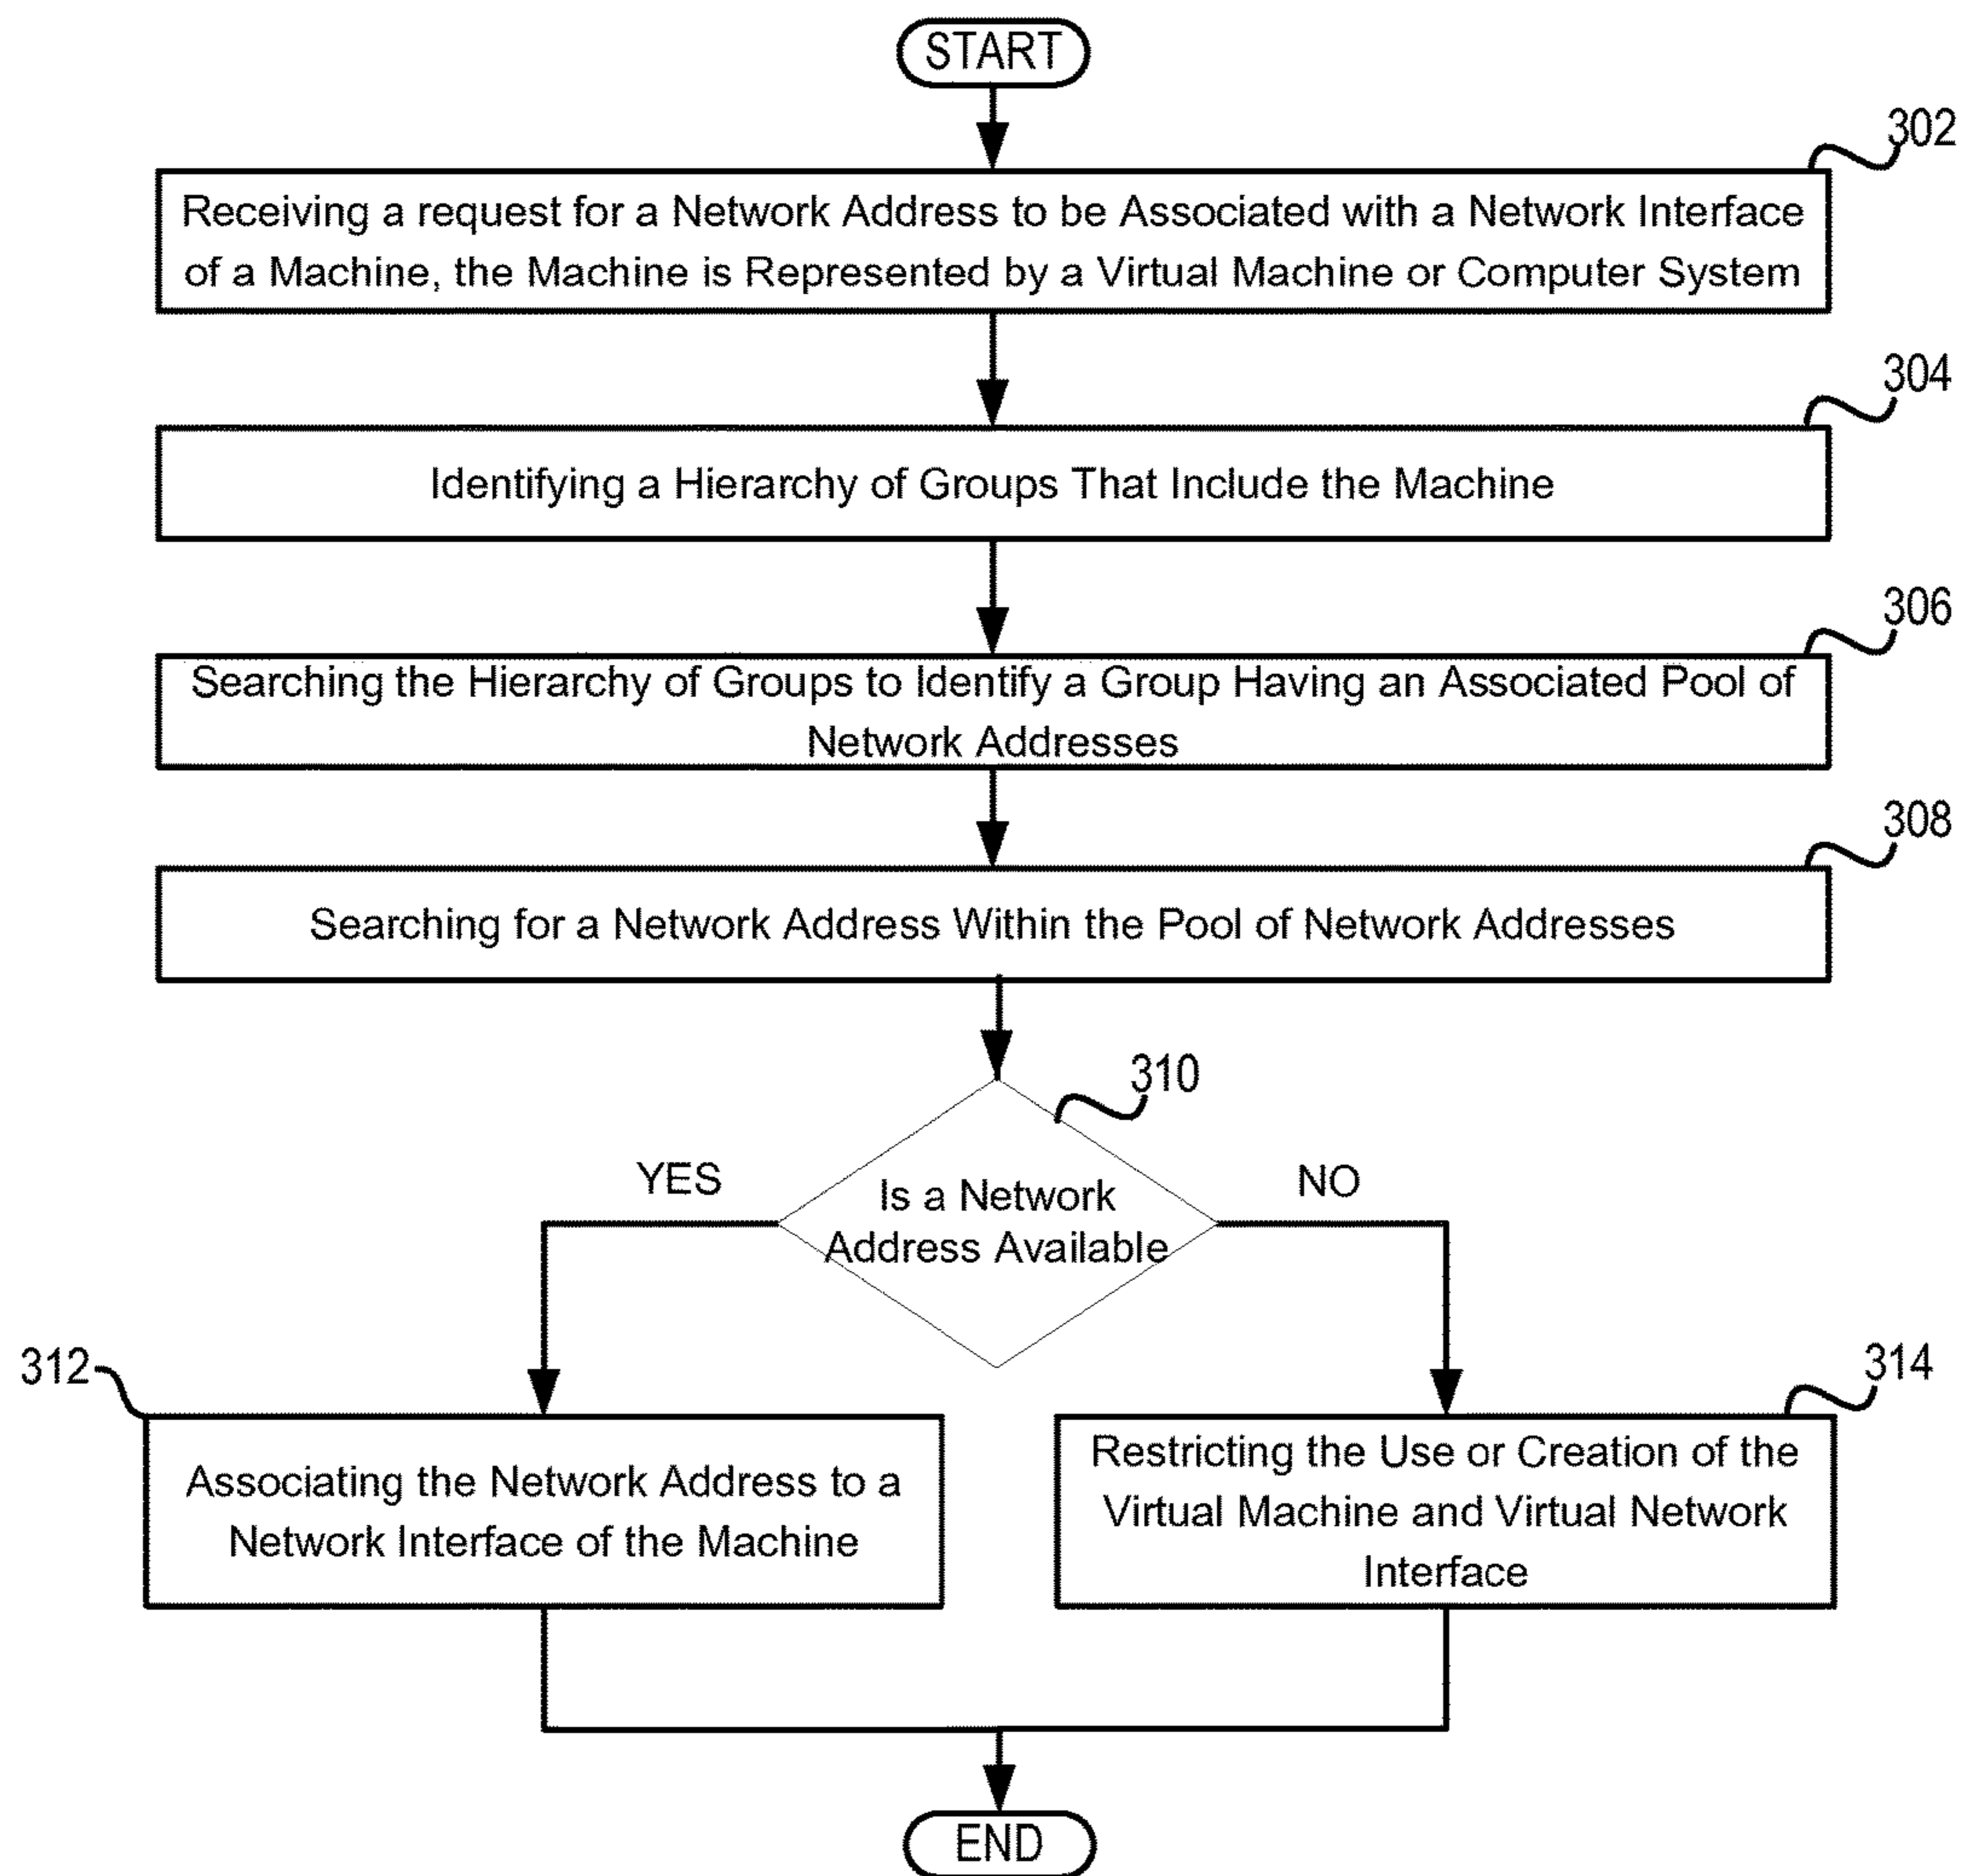 START
302
Receiving a request for a Network Address to be Associated with a Network Interface
of a Machine, the Machine is Represented by a Virtual Machine or Computer System
304
Identifying a Hierarchy of Groups That Include the Machine
306
Searching the Hierarchy of Groups to Identify a Group Having an Associated Pool of
Network Addresses
308
Searching for a Network Address Within the Pool of Network Addresses
310
YES
Is a Network
Address Available
NO
312
Associating the Network Address to a
Network Interface of the Machine
314
Restricting the Use or Creation of the
Virtual Machine and Virtual Network
Interface
END